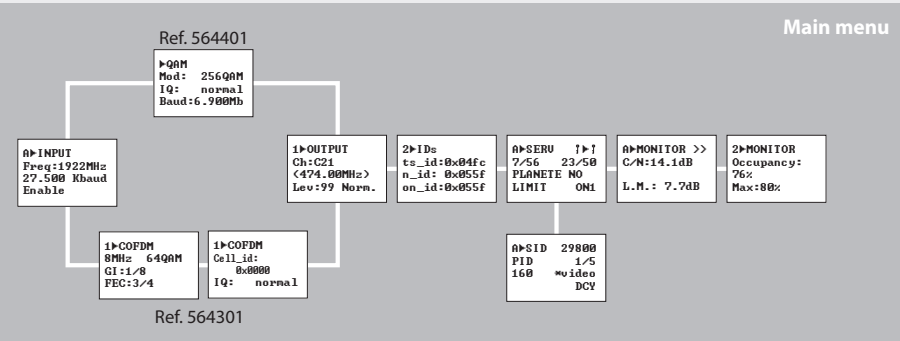 Main menu
Ref. 564401
▶QAM
Mod: 256QAM
IQ: normal
Baud:6.900Mb
A▶INPUT
Freq:1922MHz
27.500 Kbaud
Enable
1▶OUTPUT
Ch:C21
(474.00MHz)
Lev:99 Norm.
2▶IDs
ts_id:0x04fc
n_id: 0x055f
on_id:0x055f
A▶SERV
7/56 23/50
PLANETE NO
LIMIT ON1
A▶MONITOR >>
C/N:14.1dB
L.M.: 7.7dB
2▶MONITOR
Occupancy:
76%
Max:80%
1▶COFDM
8MHz 64QAM
GI:1/8
FEC:3/4
1▶COFDM
Cell_id:
0x0000
IQ: normal
A▶SID 29800
PID 1/5
160 *video
DCY
Ref. 564301